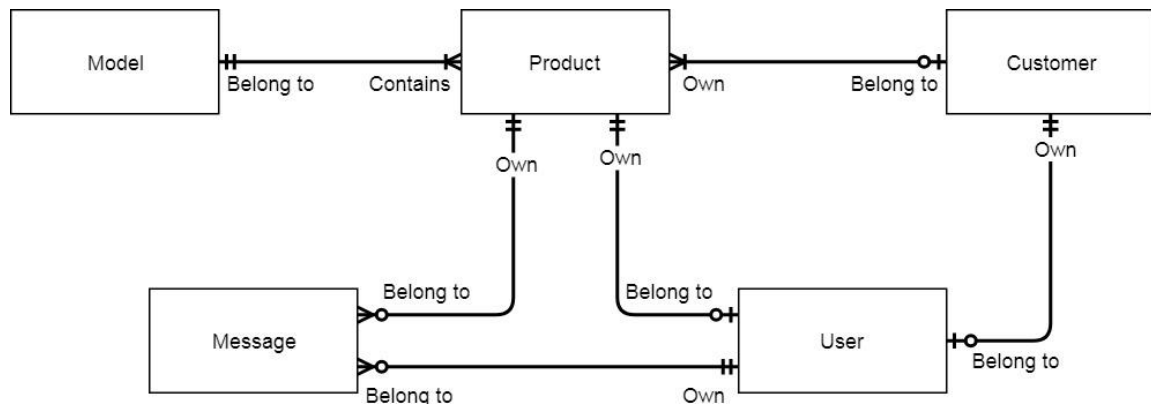 Model
Product
Customer
Belong to
Contains
Own
Belong to
Own
Own
Own
Belong to
Belong to
Message
User
Belong to
Belong to
Own